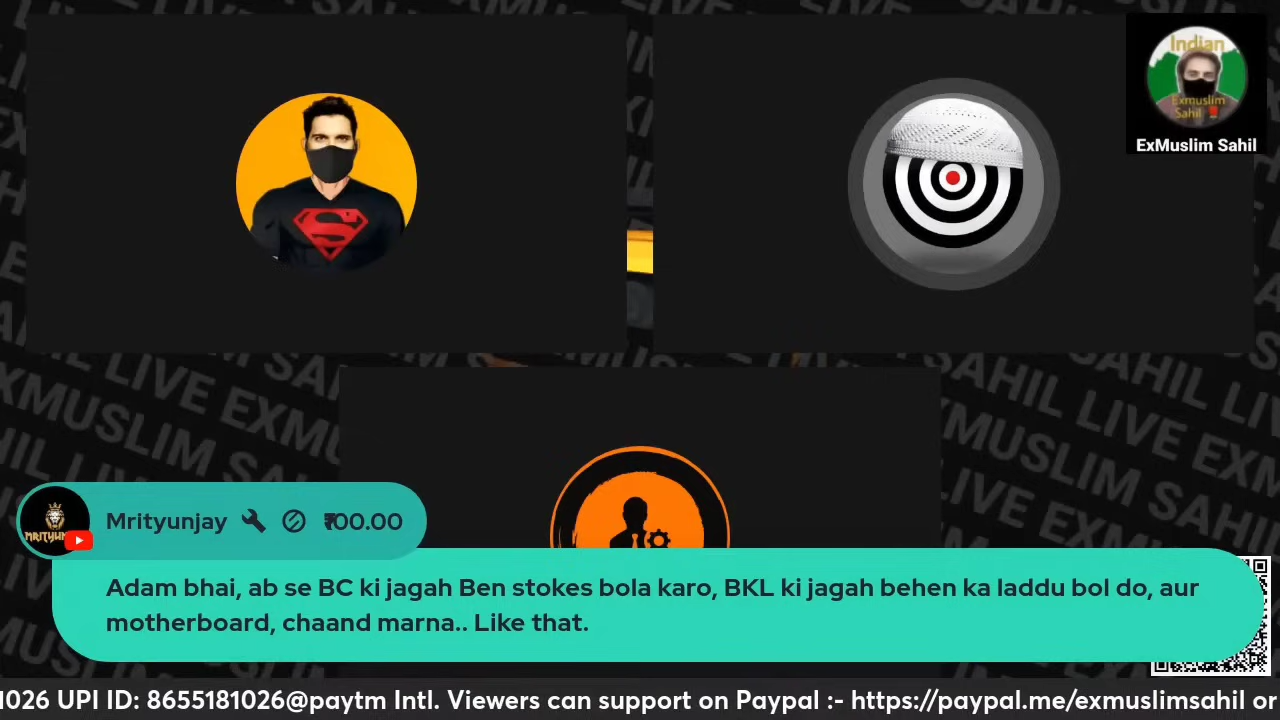 Indian
Exmuslim
Sahil
ExMuslim Sahil
Mrityunjay
Adam bhai, ab se BC ki jagah Ben stokes bola karo, BKL ki jagah behen ka laddu bol do, aur
motherboard, chaand marna.. Like that.
1026 UPI ID: 8655181026@paytm Intl. Viewers can support on Paypal :- https://paypal.me/exmuslimsahil or